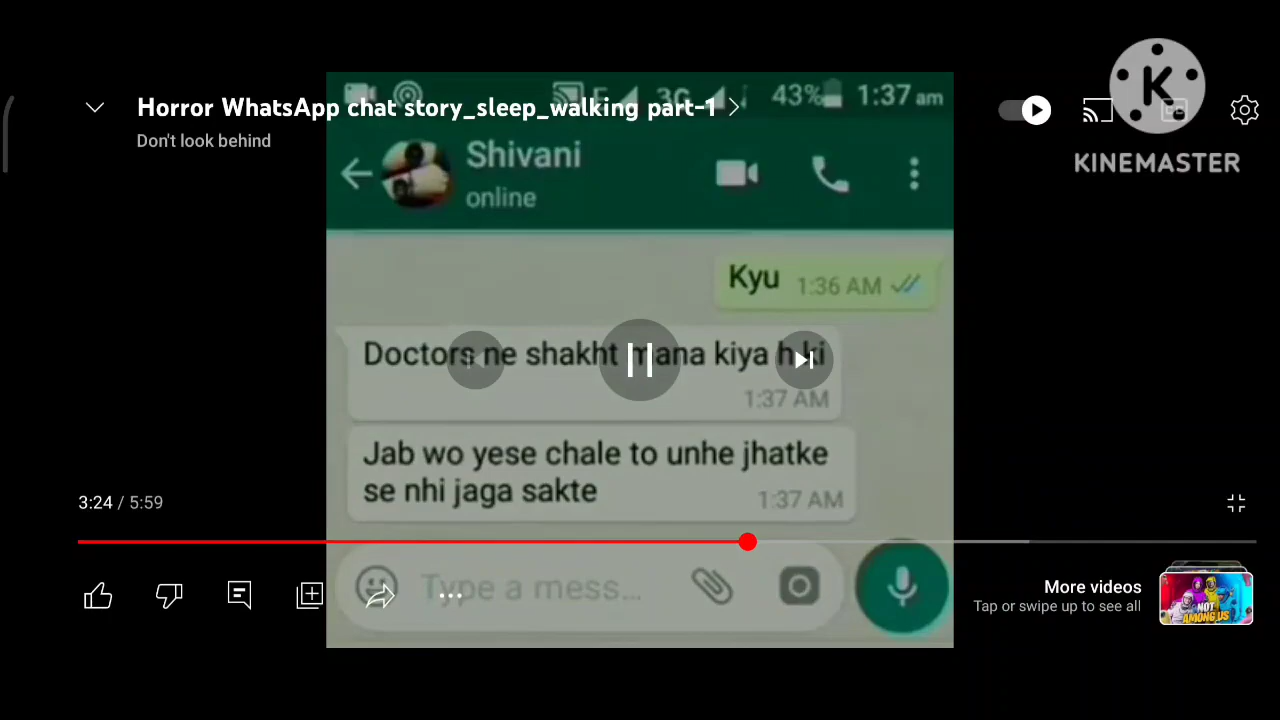 E 3G 43% 1:37 am
Horror WhatsApp chat story_sleep_walking part-1
Don't look behind
KINEMASTER
Shivani
online
Kyu 1:36 AM
Doctors ne shakht mana kiya h ki
1:37 AM
Jab wo yese chale to unhe jhatke
se nhi jaga sakte 1:37 AM
3:24 / 5:59
Type a mess...
More videos
Tap or swipe up to see all
NOT
AMONG US